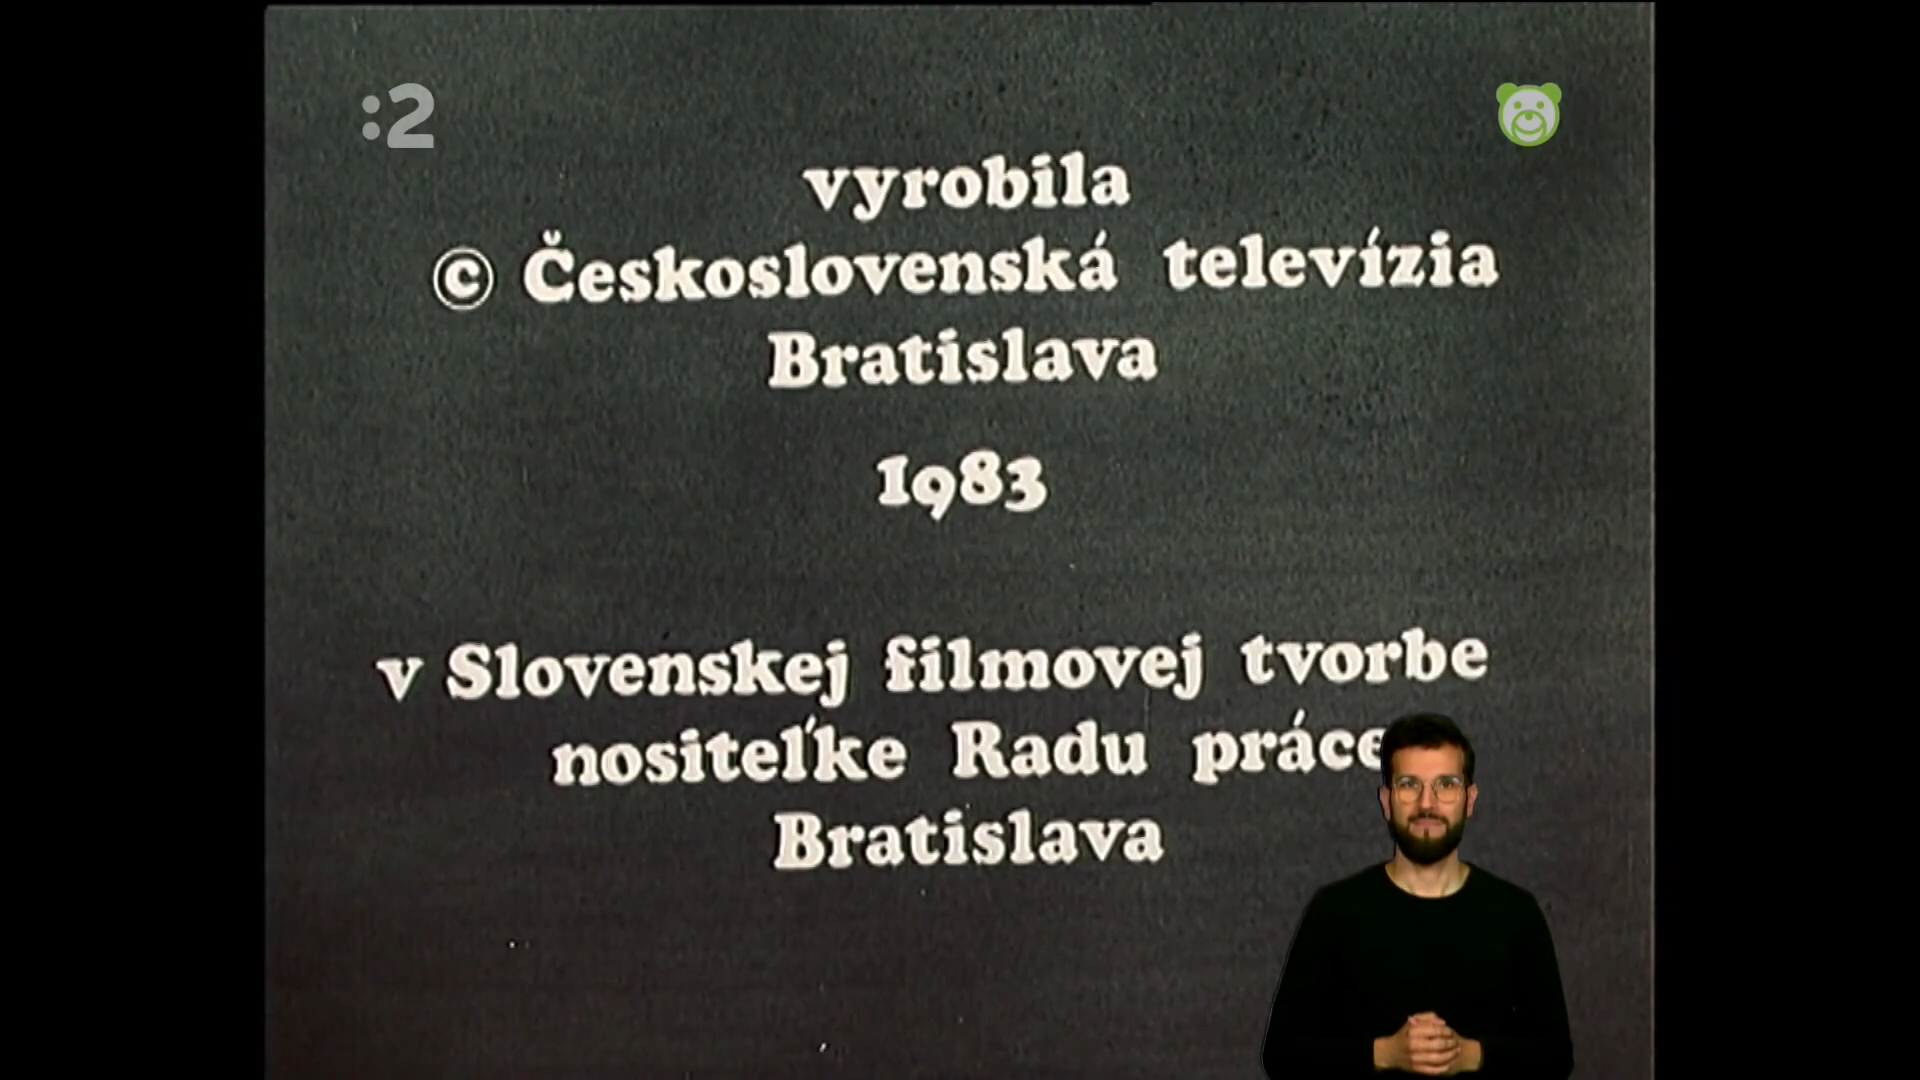 :2
vyrobila
© Československá televízia
Bratislava
1983
v Slovenskej filmovej tvorbe
nositeľke Radu práce
Bratislava